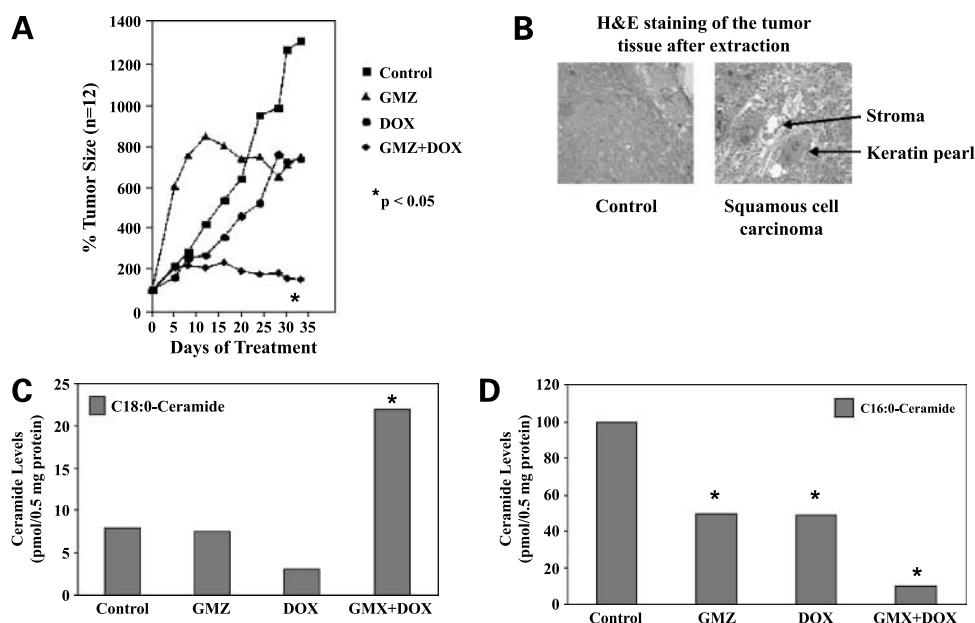 A
1400
1200
1000
800
600
400
200
0
% Tumor Size (n=12)
0 5 10 15 20 25 30 35
Days of Treatment
Control
GMZ
DOX
GMZ+DOX
*p < 0.05
*
B
H&E staining of the tumor
tissue after extraction
Stroma
Keratin pearl
Control
Squamous cell
carcinoma
C
25
20
15
10
5
0
Ceramide Levels
(pmol/0.5 mg protein)
C18:0-Ceramide
*
Control GMZ DOX GMX+DOX
D
120
100
80
60
40
20
0
Ceramide Levels
(pmol/0.5 mg protein)
C16:0-Ceramide
* * *
Control GMZ DOX GMX+DOX